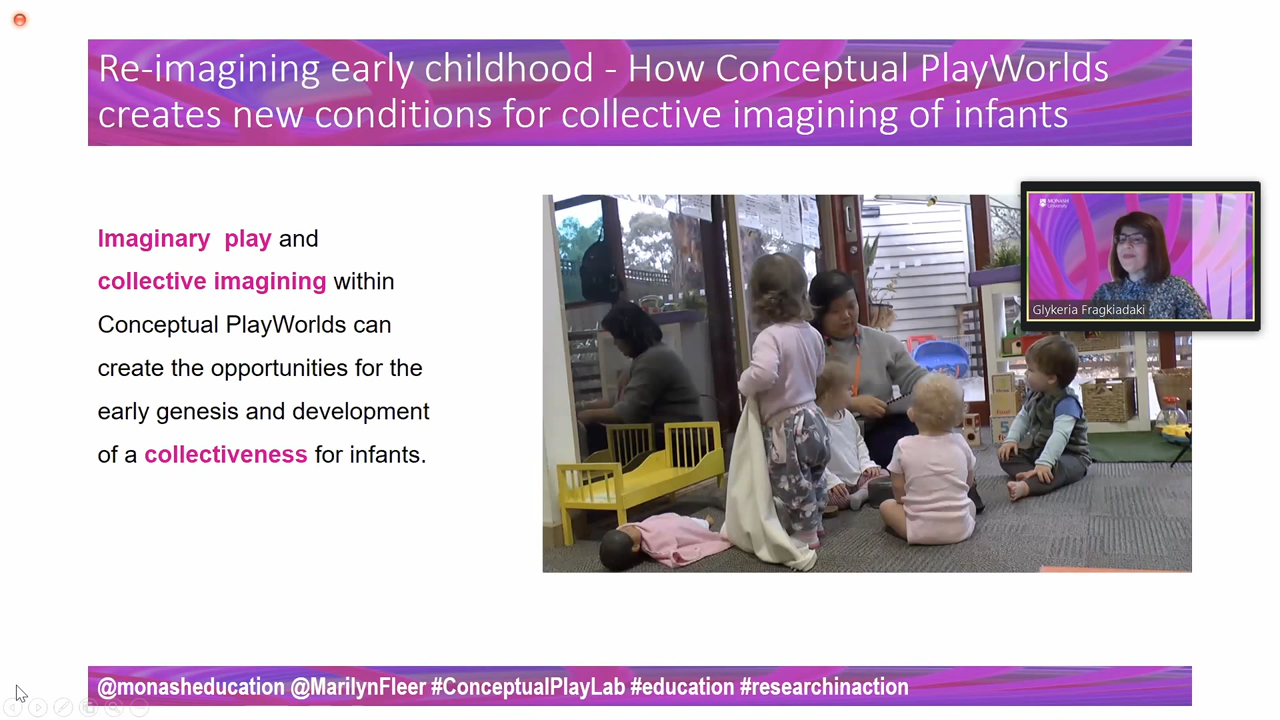 Re-imagining early childhood - How Conceptual PlayWorlds
creates new conditions for collective imagining of infants
Imaginary play and
collective imagining within
Conceptual PlayWorlds can
create the opportunities for the
early genesis and development
of a collectiveness for infants.
MONASH
University
Glykeria Fragkiadaki
@monasheducation @MarilynFleer #ConceptualPlayLab #education #researchinaction